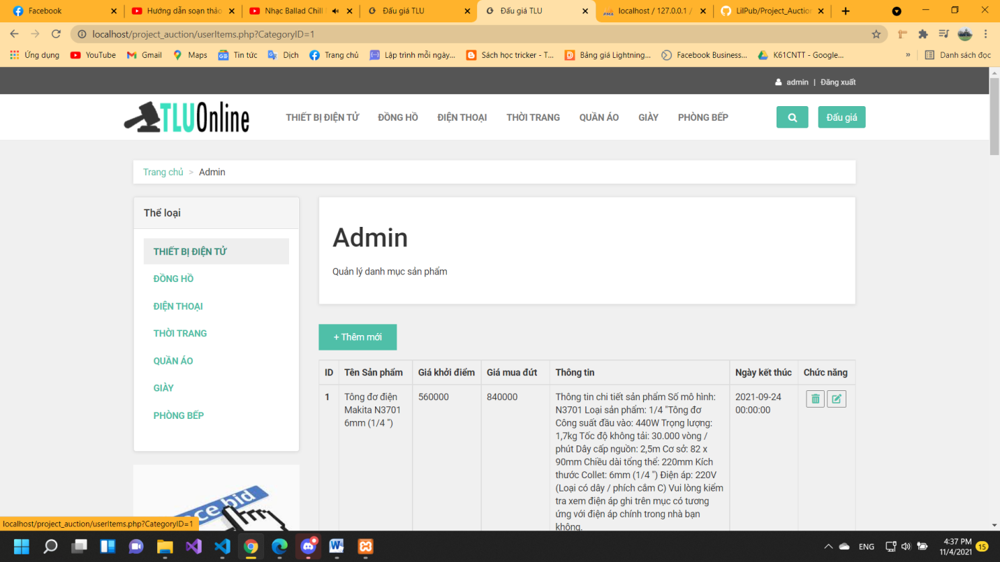 Facebook
Hướng dẫn soạn thảo
Nhạc Ballad Chill
Đấu giá TLU
Đấu giá TLU
localhost / 127.0.0.1 /
LilPub/Project_Auction
localhost/project_auction/userItems.php?CategoryID=1
Ứng dụng
YouTube
Gmail
Maps
Tin tức
Dịch
Trang chủ
Lập trình mỗi ngày...
Sách học tricker - T...
Bảng giá Lightning...
Facebook Business...
K61CNTT - Google...
»
Danh sách đọc
admin | Đăng xuất
TLUOnline
THIẾT BỊ ĐIỆN TỬ
ĐỒNG HỒ
ĐIỆN THOẠI
THỜI TRANG
QUẦN ÁO
GIÀY
PHÒNG BẾP
Đấu giá
Trang chủ > Admin
Thể loại
THIẾT BỊ ĐIỆN TỬ
ĐỒNG HỒ
ĐIỆN THOẠI
THỜI TRANG
QUẦN ÁO
GIÀY
PHÒNG BẾP
ce bid
Admin
Quản lý danh mục sản phẩm
+ Thêm mới
ID Tên Sản phẩm Giá khởi điểm Giá mua đứt Thông tin Ngày kết thúc Chức năng
1
Tông đơ điện
Makita N3701
6mm (1/4 ")
560000
840000
Thông tin chi tiết sản phẩm Số mô hình:
N3701 Loại sản phẩm: 1/4 "Tông đơ
Công suất đầu vào: 440W Trọng lượng:
1,7kg Tốc độ không tải: 30.000 vòng /
phút Dây cấp nguồn: 2,5m Cơ sở: 82 x
90mm Chiều dài tổng thể: 220mm Kích
thước Collet: 6mm (1/4 ") Điện áp: 220V
(Loại có dây / phích cắm C) Vui lòng kiểm
tra xem điện áp ghi trên mục có tương
ứng với điện áp chính trong nhà bạn
không.
2021-09-24
00:00:00
localhost/project_auction/userItems.php?CategoryID=1
ENG
4:37 PM
11/4/2021
15